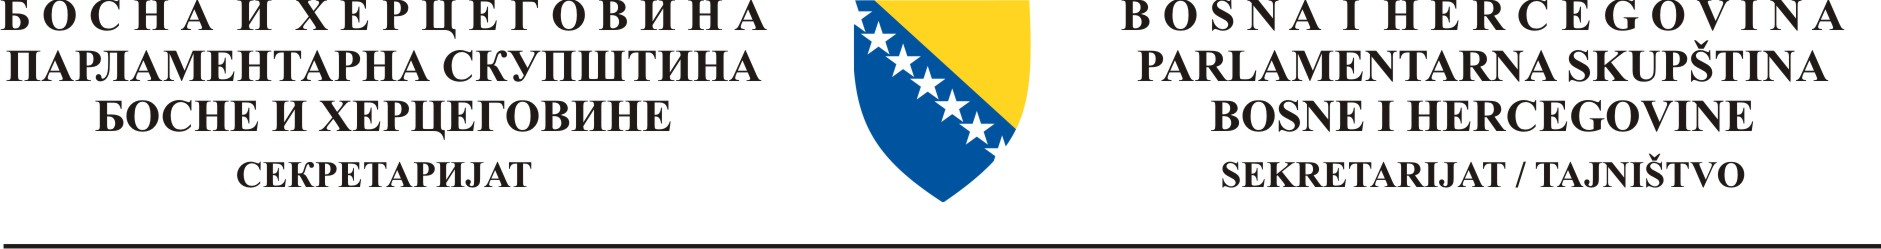 БОСНА И ХЕРЦЕГОВИНА
ПАРЛАМЕНТАРНА СКУПШТИНА
БОСНЕ И ХЕРЦЕГОВИНЕ
СЕКРЕТАРИЈАТ
BOSNA I HERCEGOVINA
PARLAMENTARNA SKUPŠTINA
BOSNE I HERCEGOVINE
SEKRETARIJAT / TAJNIŠTVO